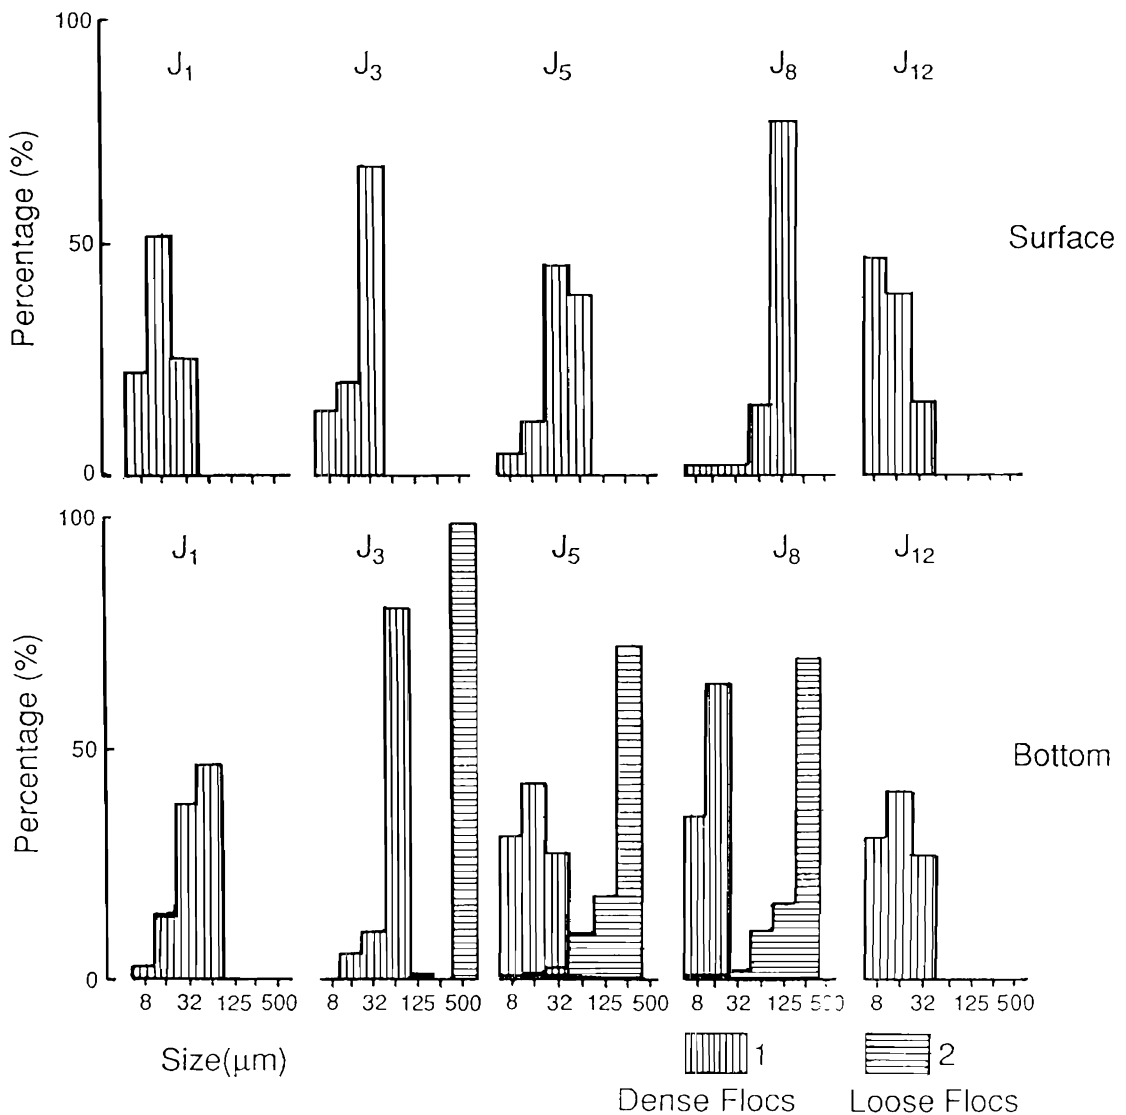 100
J1 J3 J5 J8 J12
Percentage (%)
50
Surface
0
100
J1 J3 J5 J8 J12
Percentage (%)
50
Bottom
0
8 32 125 500 8 32 125 500 8 32 125 500 8 32 125 500 8 32 125 500
Size(μm)
1 2
Dense Flocs Loose Flocs